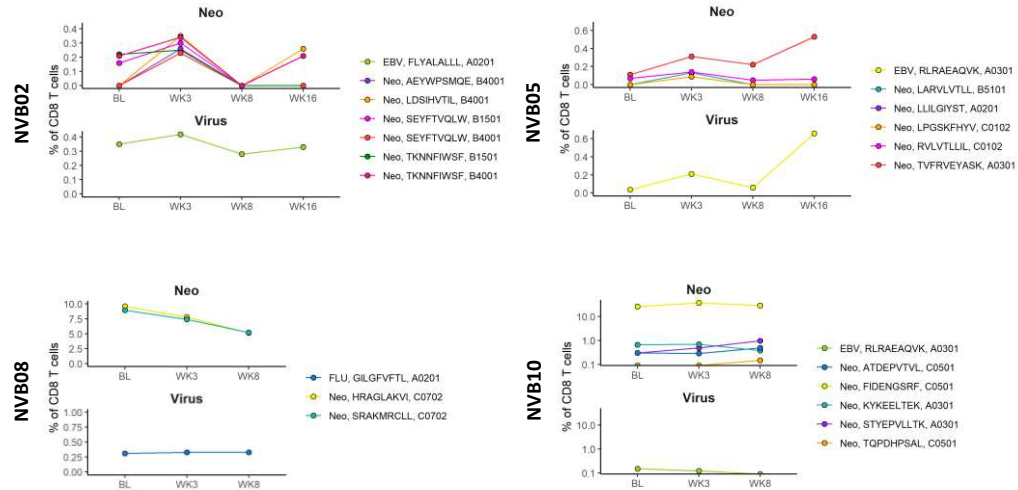 NVB02
% of CD8 T cells
Neo
0.4
0.3
0.2
0.1
0.0
BL WK3 WK8 WK16
Virus
0.4
0.3
0.2
0.1
0.0
BL WK3 WK8 WK16
EBV, FLYALALLL, A0201
Neo, AEYWPSMQE, B4001
Neo, LDSIHVTIL, B4001
Neo, SEYFTVQLW, B1501
Neo, SEYFTVQLW, B4001
Neo, TKNNFIWSF, B1501
Neo, TKNNFIWSF, B4001
NVB05
% of CD8 T cells
Neo
0.6
0.4
0.2
0.0
BL WK3 WK8 WK16
Virus
0.6
0.4
0.2
0.0
BL WK3 WK8 WK16
EBV, RLRAEAQVK, A0301
Neo, LARVLVTLL, B5101
Neo, LLILGIYST, A0201
Neo, LPGSKFHYV, C0102
Neo, RVLVTLLIL, C0102
Neo, TVFRVEYASK, A0301
NVB08
% of CD8 T cells
Neo
10.0
7.5
5.0
2.5
0.0
BL WK3 WK8
Virus
1.00
0.75
0.50
0.25
0.00
BL WK3 WK8
FLU, GILGFVFTL, A0201
Neo, HRAGLAKVI, C0702
Neo, SRAKMRCLL, C0702
NVB10
% of CD8 T cells
Neo
10.0
1.0
0.1
BL WK3 WK8
Virus
10.0
1.0
0.1
BL WK3 WK8
EBV, RLRAEAQVK, A0301
Neo, ATDEPVTVL, C0501
Neo, FIDENGSRF, C0501
Neo, KYKEELTEK, A0301
Neo, STYEPVLLTK, A0301
Neo, TQPDHPSAL, C0501